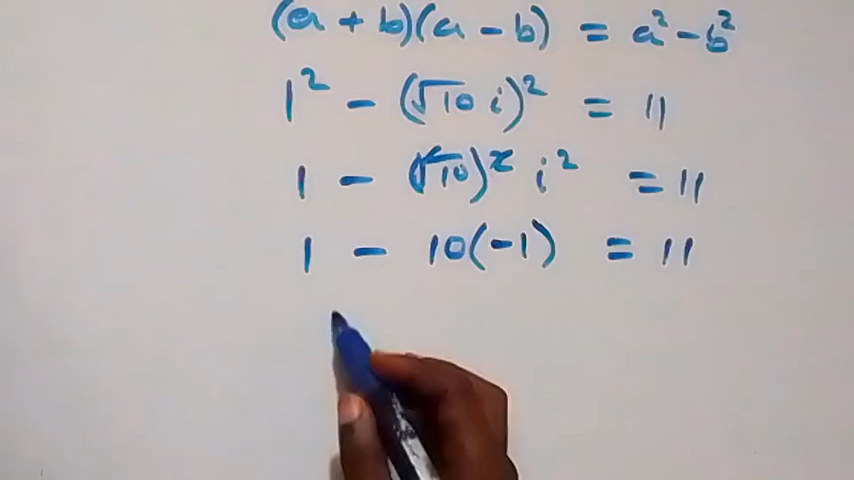 (a + b)(a - b) = a² - b²
1² - (√10 i)² = 11
1 - (√10)² i² = 11
1 - 10(-1) = 11